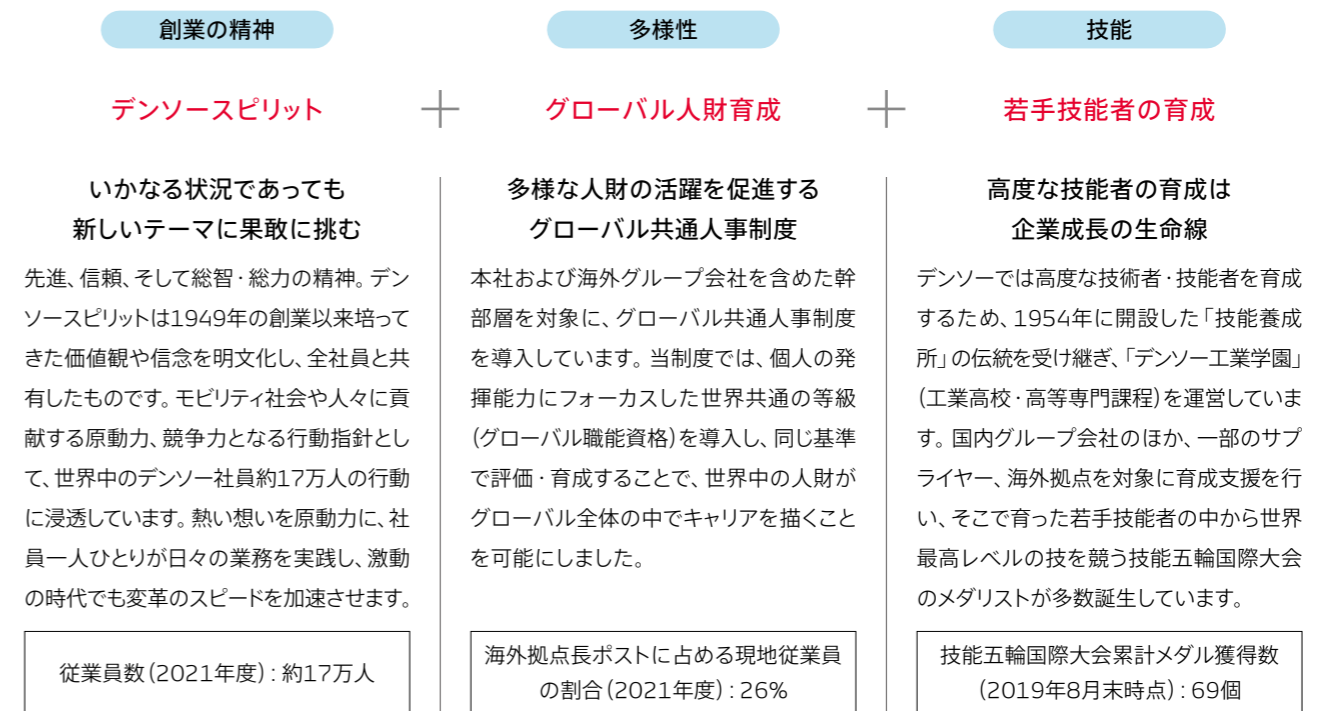 創業の精神
デンソースピリット
いかなる状況であっても
新しいテーマに果敢に挑む
先進、信頼、そして総智・総力の精神。デン
ソースピリットは1949年の創業以来培って
きた価値観や信念を明文化し、全社員と共
有したものです。モビリティ社会や人々に貢
献する原動力、競争力となる行動指針とし
て、世界中のデンソー社員約17万人の行動
に浸透しています。熱い想いを原動力に、社
員一人ひとりが日々の業務を実践し、激動
の時代でも変革のスピードを加速させます。
従業員数(2021年度):約17万人
+
多様性
グローバル人財育成
多様な人財の活躍を促進する
グローバル共通人事制度
本社および海外グループ会社を含めた幹
部層を対象に、グローバル共通人事制度
を導入しています。当制度では、個人の発
揮能力にフォーカスした世界共通の等級
(グローバル職能資格)を導入し、同じ基準
で評価・育成することで、世界中の人財が
グローバル全体の中でキャリアを描くこと
を可能にしました。
海外拠点長ポストに占める現地従業員
の割合(2021年度):26%
+
技能
若手技能者の育成
高度な技能者の育成は
企業成長の生命線
デンソーでは高度な技術者・技能者を育成
するため、1954年に開設した「技能養成
所」の伝統を受け継ぎ、「デンソー工業学園」
(工業高校・高等専門課程)を運営していま
す。国内グループ会社のほか、一部のサプ
ライヤー、海外拠点を対象に育成支援を行
い、そこで育った若手技能者の中から世界
最高レベルの技を競う技能五輪国際大会
のメダリストが多数誕生しています。
技能五輪国際大会累計メダル獲得数
(2019年8月末時点):69個